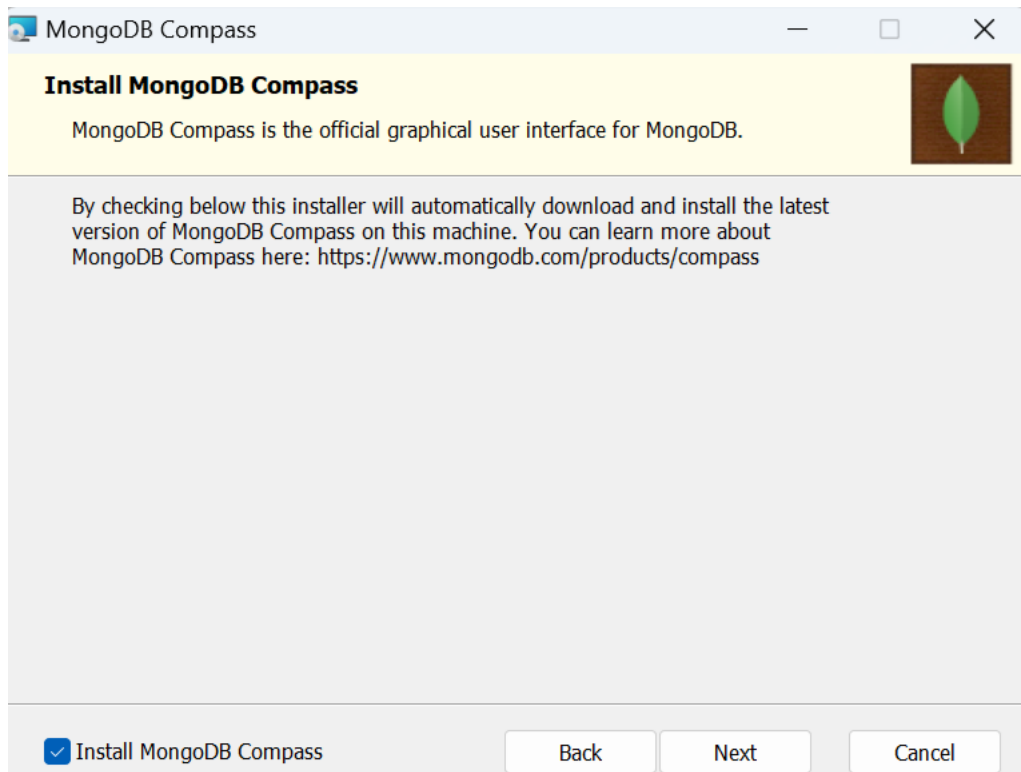 MongoDB Compass
Install MongoDB Compass
MongoDB Compass is the official graphical user interface for MongoDB.
By checking below this installer will automatically download and install the latest
version of MongoDB Compass on this machine. You can learn more about
MongoDB Compass here: https://www.mongodb.com/products/compass
Install MongoDB Compass
Back
Next
Cancel